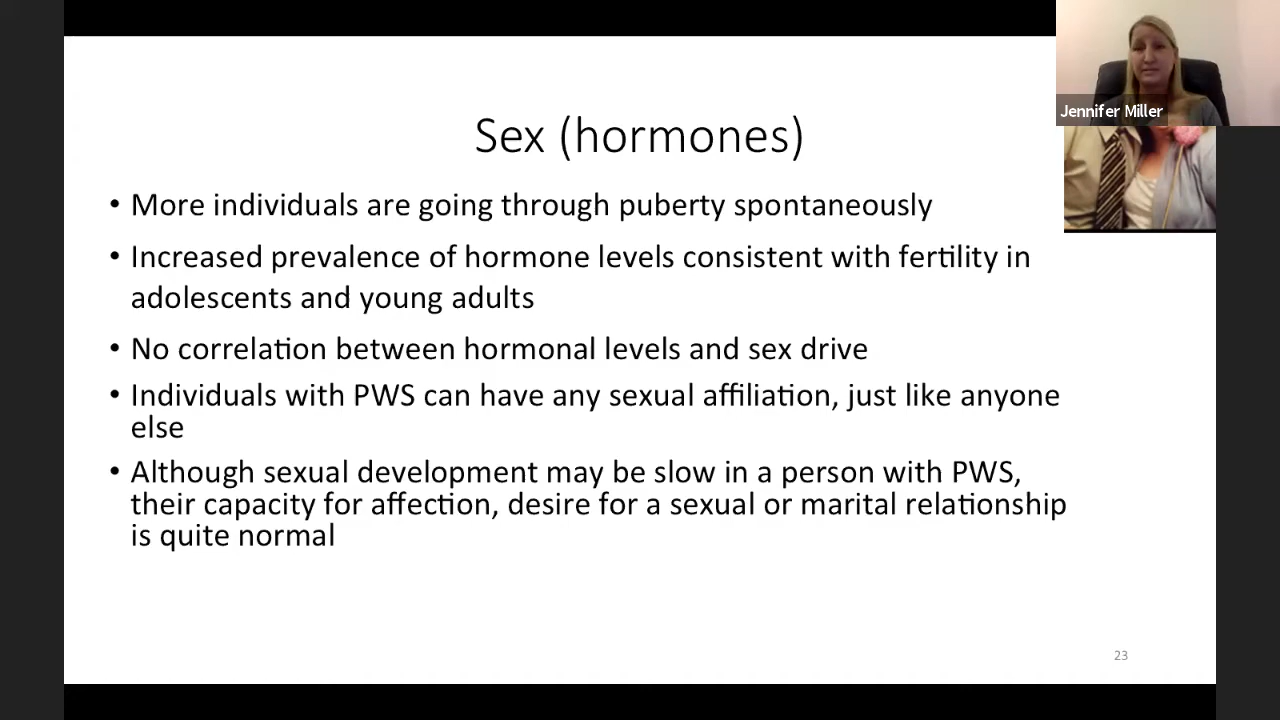 Jennifer Miller
Sex (hormones)
• More individuals are going through puberty spontaneously
• Increased prevalence of hormone levels consistent with fertility in
adolescents and young adults
• No correlation between hormonal levels and sex drive
• Individuals with PWS can have any sexual affiliation, just like anyone
else
• Although sexual development may be slow in a person with PWS,
their capacity for affection, desire for a sexual or marital relationship
is quite normal
23